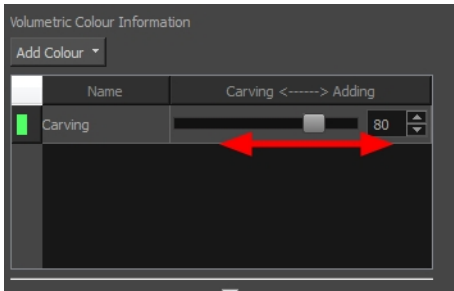 Volumetric Colour Information
Add Colour
Name Carving <------> Adding
Carving 80